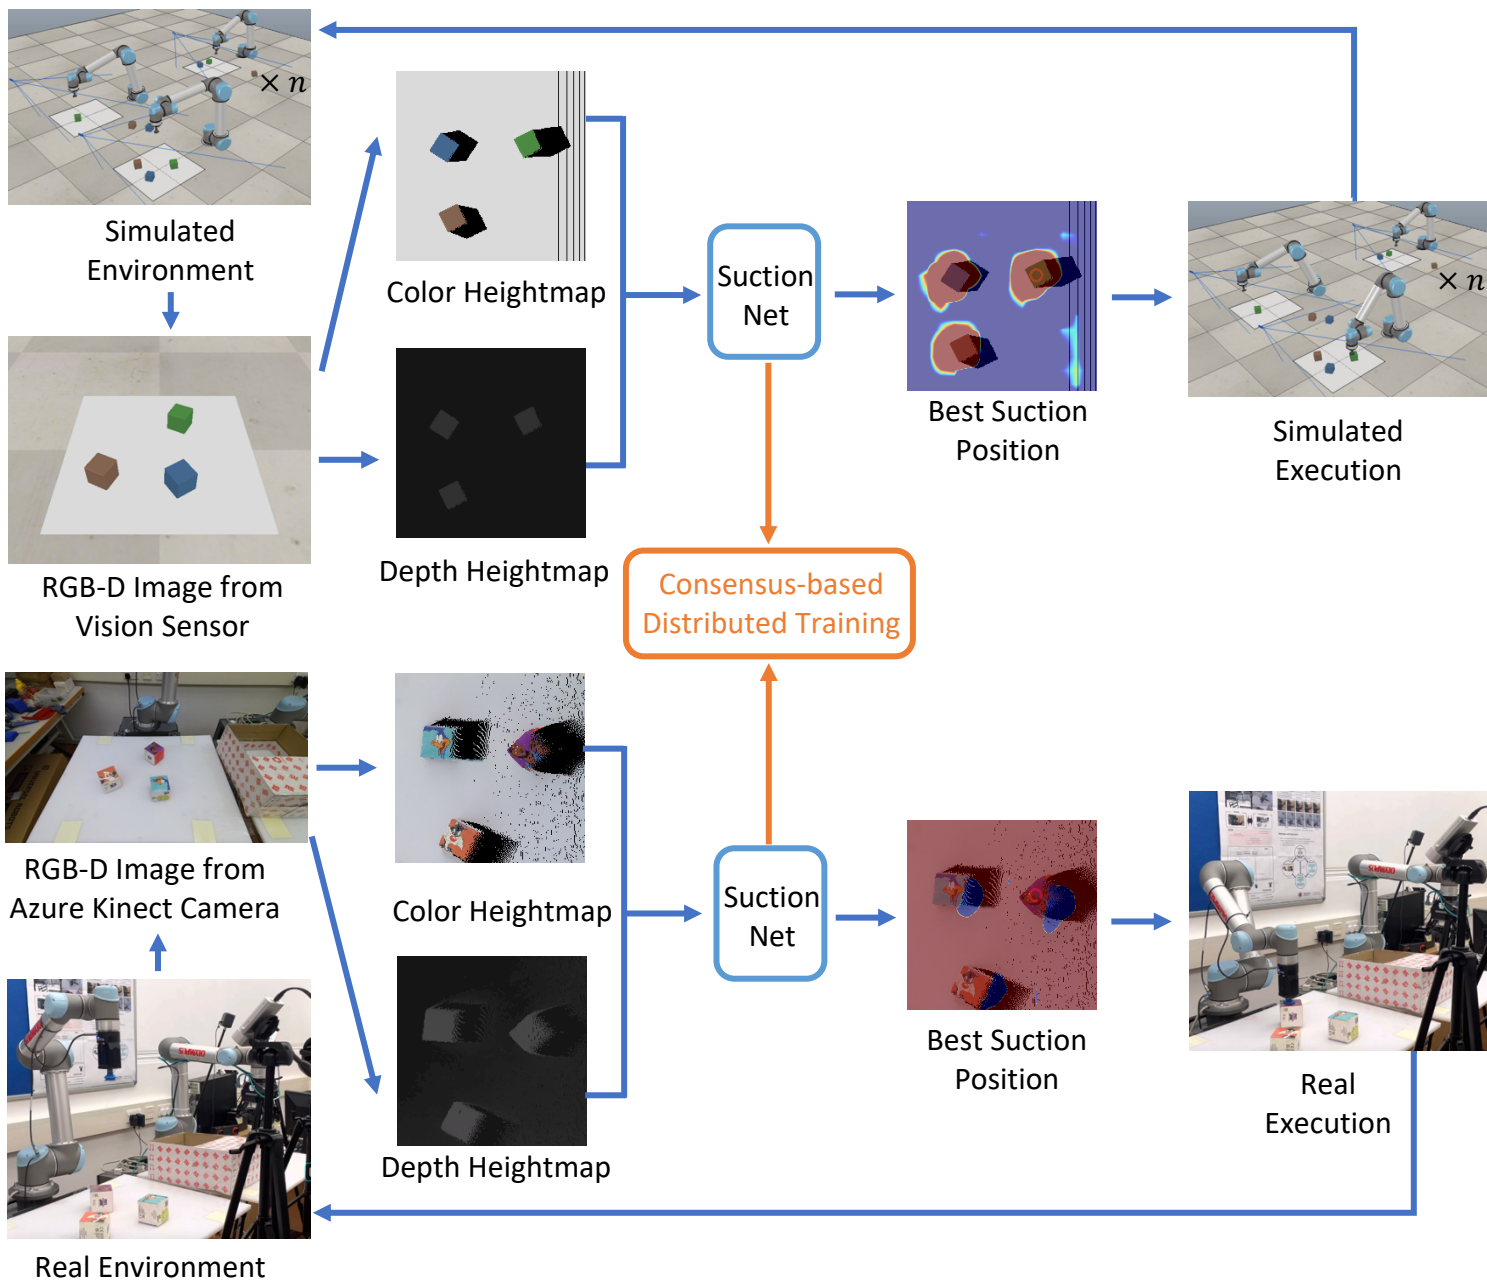 × n
Simulated
Environment
Color Heightmap
Suction
Net
× n
Best Suction
Position
Simulated
Execution
RGB-D Image from
Vision Sensor
Depth Heightmap
Consensus-based
Distributed Training
RGB-D Image from
Azure Kinect Camera
Color Heightmap
Suction
Net
Best Suction
Position
Real
Execution
Depth Heightmap
Real Environment